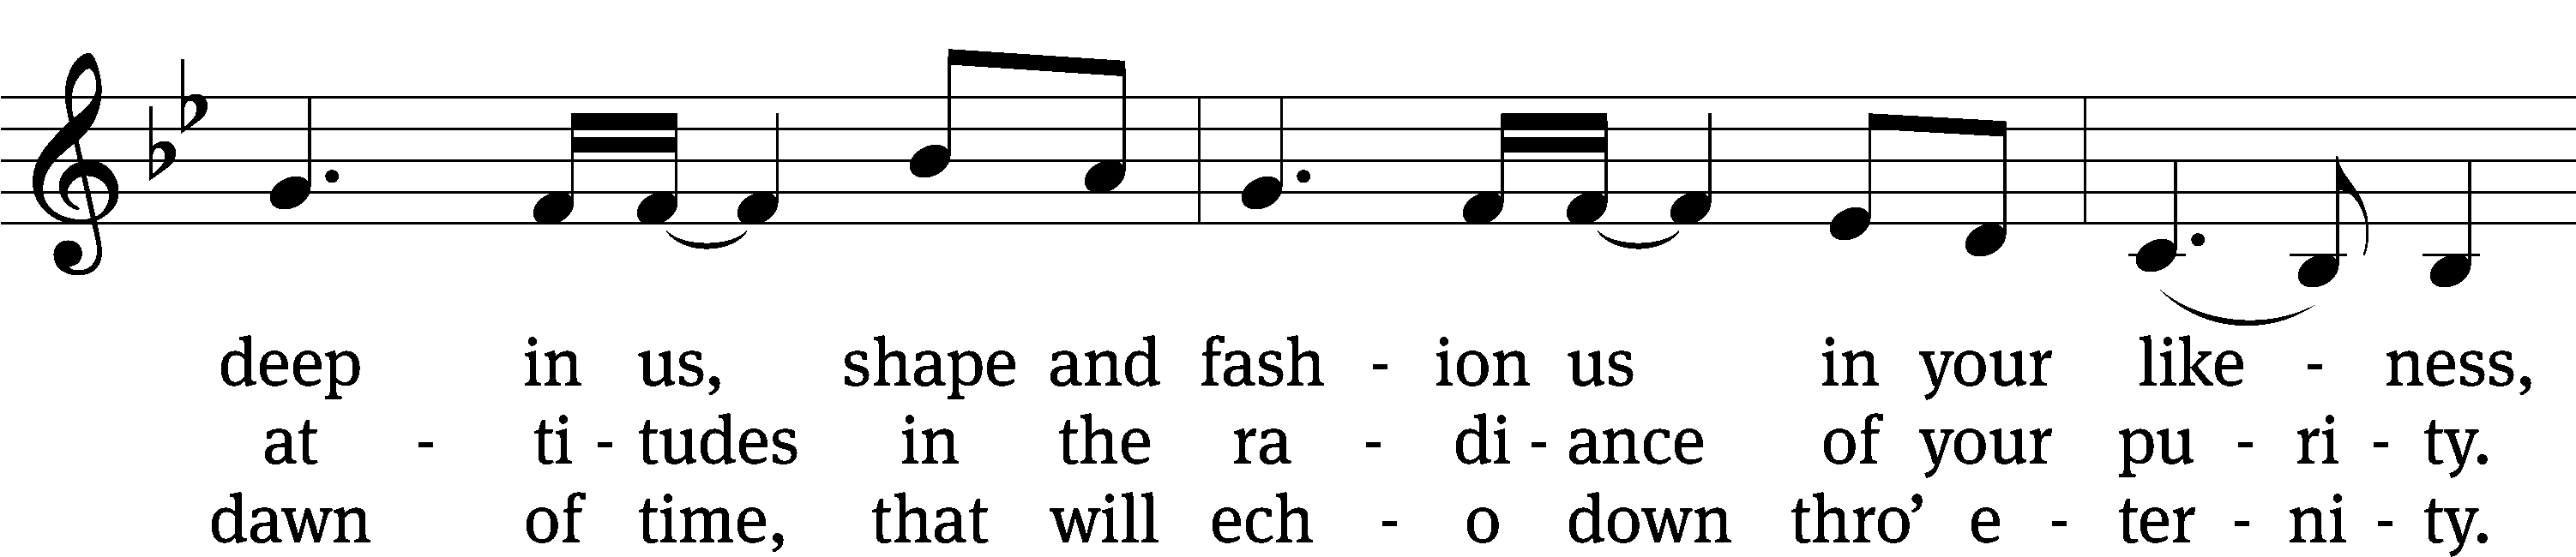 deep in us, shape and fash - ion us in your like - ness,
at - ti - tudes in the ra - di - ance of your pu - ri - ty.
dawn of time, that will ech - o down thro’ e - ter - ni - ty.